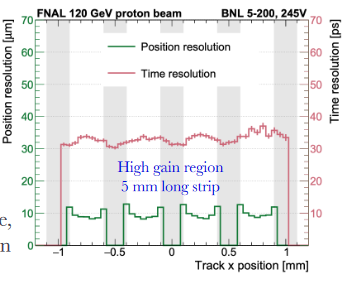 FNAL 120 GeV proton beam BNL 5-200, 245V
Position resolution [μm]
Time resolution [ps]
70 70
60 60
50 50
40 40
30 30
20 20
10 10
0
Position resolution
Time resolution
High gain region
5 mm long strip
e,
n
−1 −0.5 0 0.5 1
Track x position [mm]